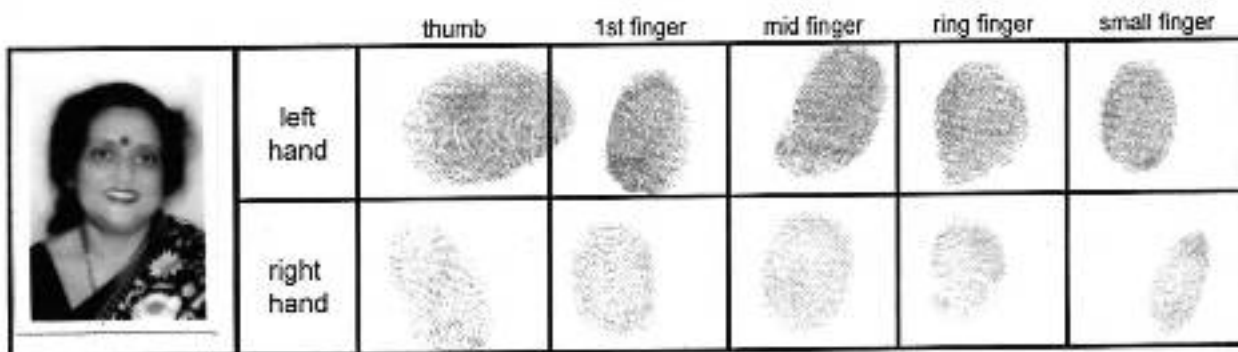 thumb 1st finger mid finger ring finger small finger
left
hand
right
hand